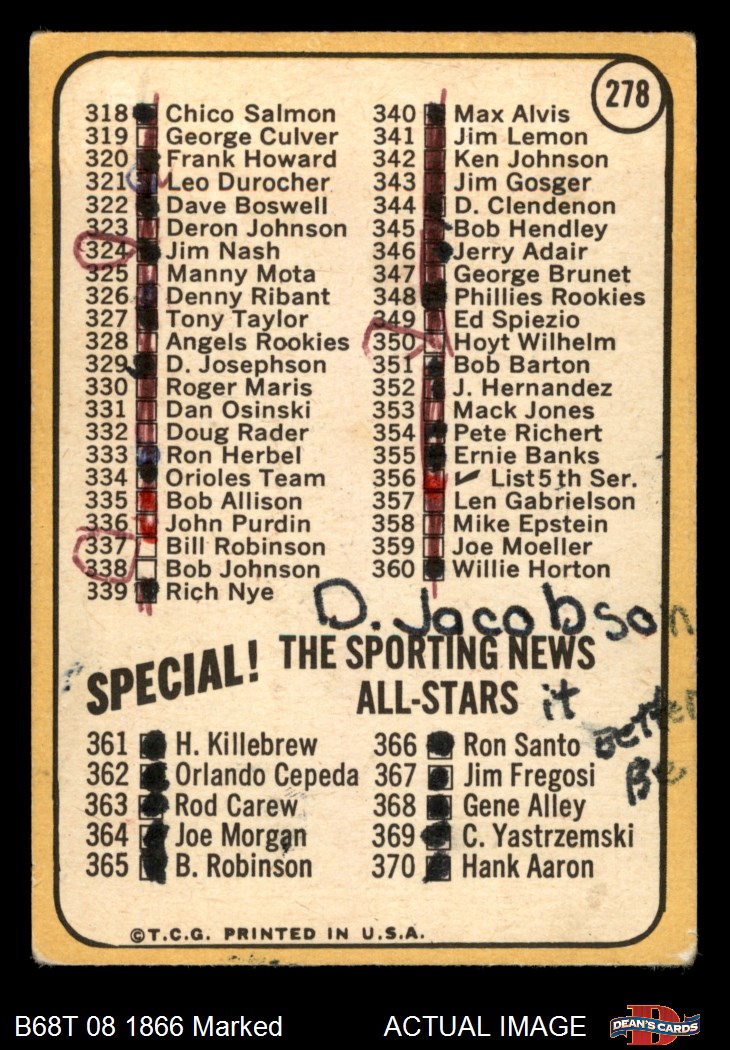 278
318 Chico Salmon
319 George Culver
320 Frank Howard
321 Leo Durocher
322 Dave Boswell
323 Deron Johnson
324 Jim Nash
325 Manny Mota
326 Denny Ribant
327 Tony Taylor
328 Angels Rookies
329 D. Josephson
330 Roger Maris
331 Dan Osinski
332 Doug Rader
333 Ron Herbel
334 Orioles Team
335 Bob Allison
336 John Purdin
337 Bill Robinson
338 Bob Johnson
339 Rich Nye
340 Max Alvis
341 Jim Lemon
342 Ken Johnson
343 Jim Gosger
344 D. Clendenon
345 Bob Hendley
346 Jerry Adair
347 George Brunet
348 Phillies Rookies
349 Ed Spiezio
350 Hoyt Wilhelm
351 Bob Barton
352 J. Hernandez
353 Mack Jones
354 Pete Richert
355 Ernie Banks
356 ✓ List 5th Ser.
357 Len Gabrielson
358 Mike Epstein
359 Joe Moeller
360 Willie Horton
D. Jacobson
SPECIAL! THE SPORTING NEWS
ALL-STARS
it
Better
Be
361 H. Killebrew
362 Orlando Cepeda
363 Rod Carew
364 Joe Morgan
365 B. Robinson
366 Ron Santo
367 Jim Fregosi
368 Gene Alley
369 C. Yastrzemski
370 Hank Aaron
©T.C.G. PRINTED IN U.S.A.
B68T 08 1866 Marked
ACTUAL IMAGE
DEAN'S CARDS